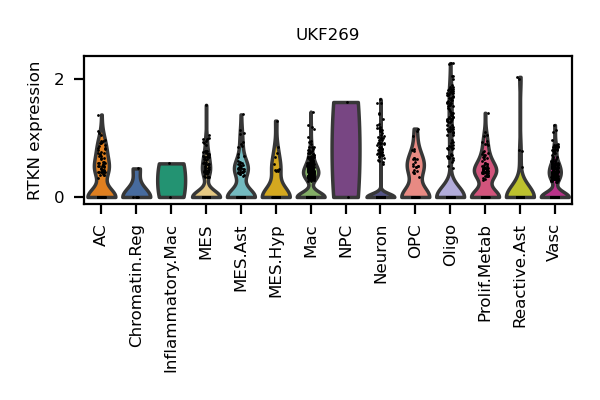 UKF269
RTKN expression
2
0
AC
Chromatin.Reg
Inflammatory.Mac
MES
MES.Ast
MES.Hyp
Mac
NPC
Neuron
OPC
Oligo
Prolif.Metab
Reactive.Ast
Vasc